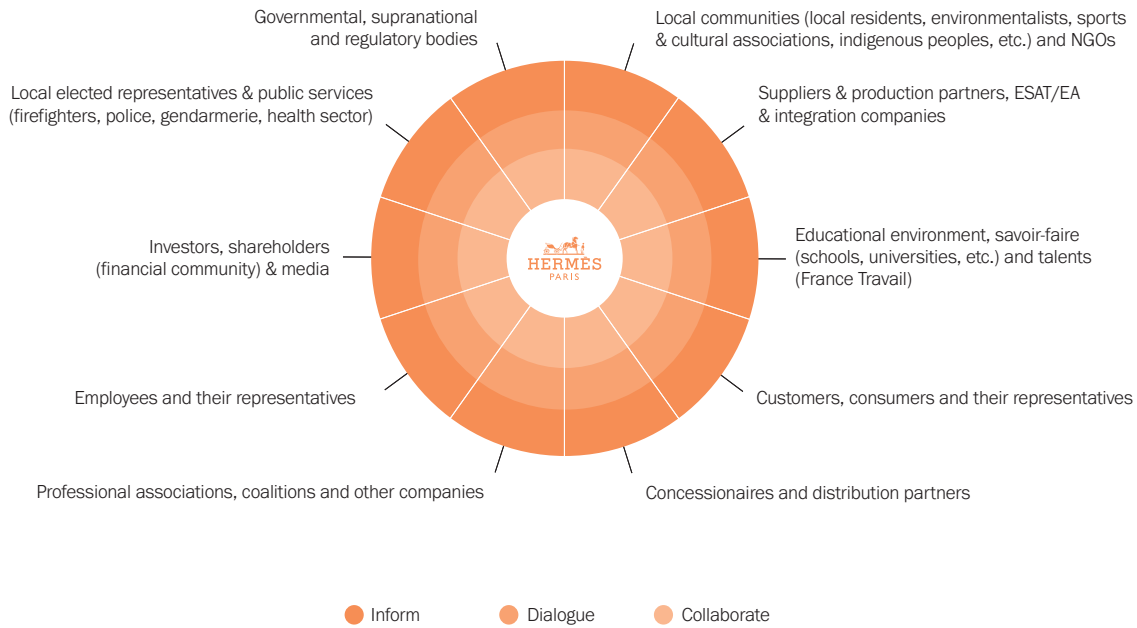 Governmental, supranational
and regulatory bodies
Local communities (local residents, environmentalists, sports
& cultural associations, indigenous peoples, etc.) and NGOs
Local elected representatives & public services
(firefighters, police, gendarmerie, health sector)
Suppliers & production partners, ESAT/EA
& integration companies
Investors, shareholders
(financial community) & media
HERMÈS
PARIS
Educational environment, savoir-faire
(schools, universities, etc.) and talents
(France Travail)
Employees and their representatives
Customers, consumers and their representatives
Professional associations, coalitions and other companies
Concessionaires and distribution partners
Inform
Dialogue
Collaborate